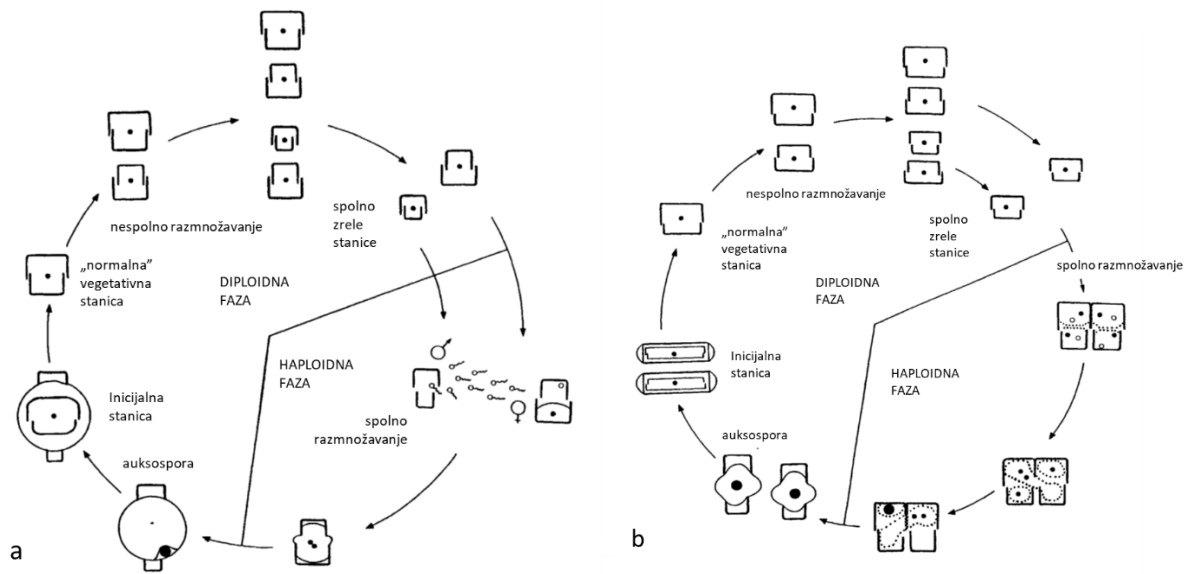 nespolno razmnožavanje
spolno
zrele
stanice
„normalna”
vegetativna
stanica
DIPLOIDNA
FAZA
HAPLOIDNA
FAZA
Inicijalna
stanica
spolno
razmnožavanje
auksospora
a
nespolno razmnožavanje
spolno
zrele
stanice
„normalna”
vegetativna
stanica
spolno razmnožavanje
DIPLOIDNA
FAZA
Inicijalna
stanica
HAPLOIDNA
FAZA
auksospora
b